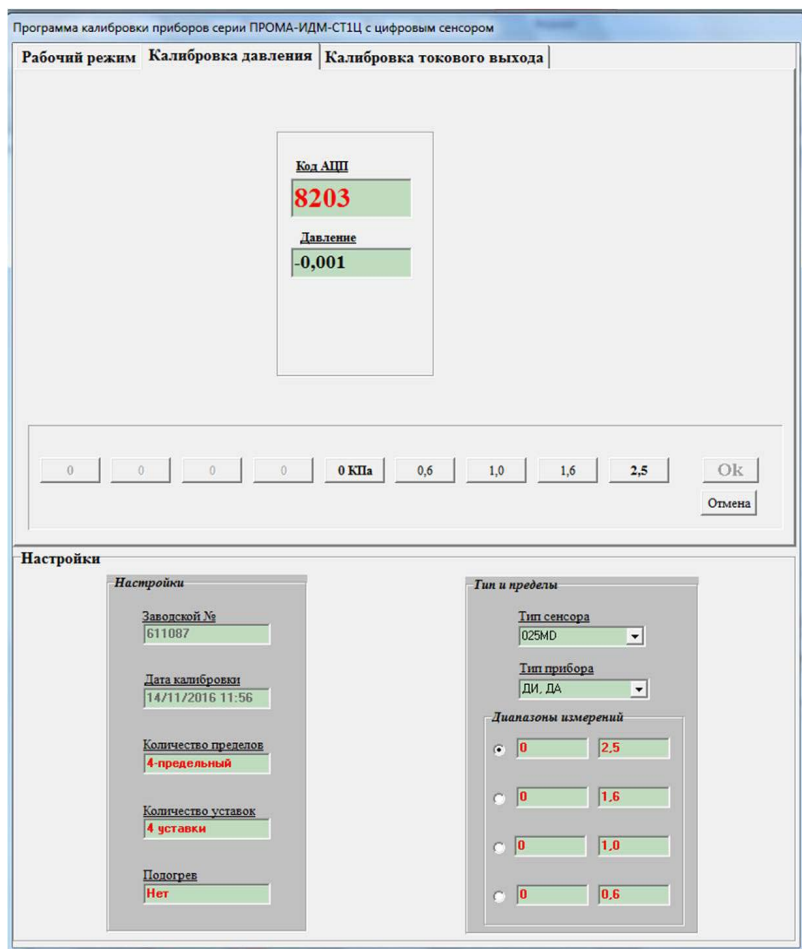 Программа калибровки приборов серии ПРОМА-ИДМ-СТ1Ц с цифровым сенсором
Рабочий режим Калибровка давления Калибровка токового выхода
Код АЦП
8203
Давление
-0,001
0 0 0 0 0 КПа 0,6 1,0 1,6 2,5 Ok
Отмена
Настройки
Настройки
Заводской №
611087
Дата калибровки
14/11/2016 11:56
Количество пределов
4-предельный
Количество уставок
4 уставки
Подогрев
Нет
Тип и пределы
Тип сенсора
025MD
Тип прибора
ДИ, ДА
Диапазоны измерений
0 2,5
0 1,6
0 1,0
0 0,6